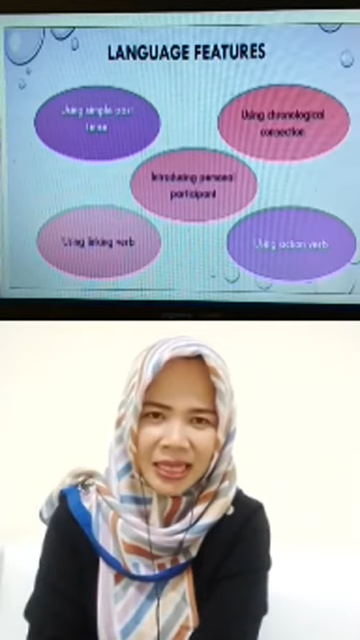 LANGUAGE FEATURES
Using simple past
tense
Using chronological
connection
Introducing personal
participant
Using linking verb
Using action verb